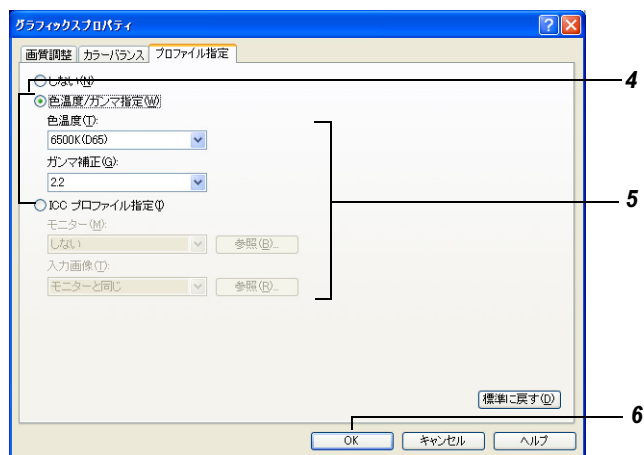 グラフィックスプロパティ
画質調整 カラーバランス プロファイル指定
しない(N)
4
色温度/ガンマ指定(W)
色温度(T):
6500K(D65)
ガンマ補正(G):
2.2
5
ICC プロファイル指定(I)
モニター(M):
しない 参照(B)...
入力画像(T):
モニターと同じ 参照(R)...
標準に戻す(D)
6
OK キャンセル ヘルプ